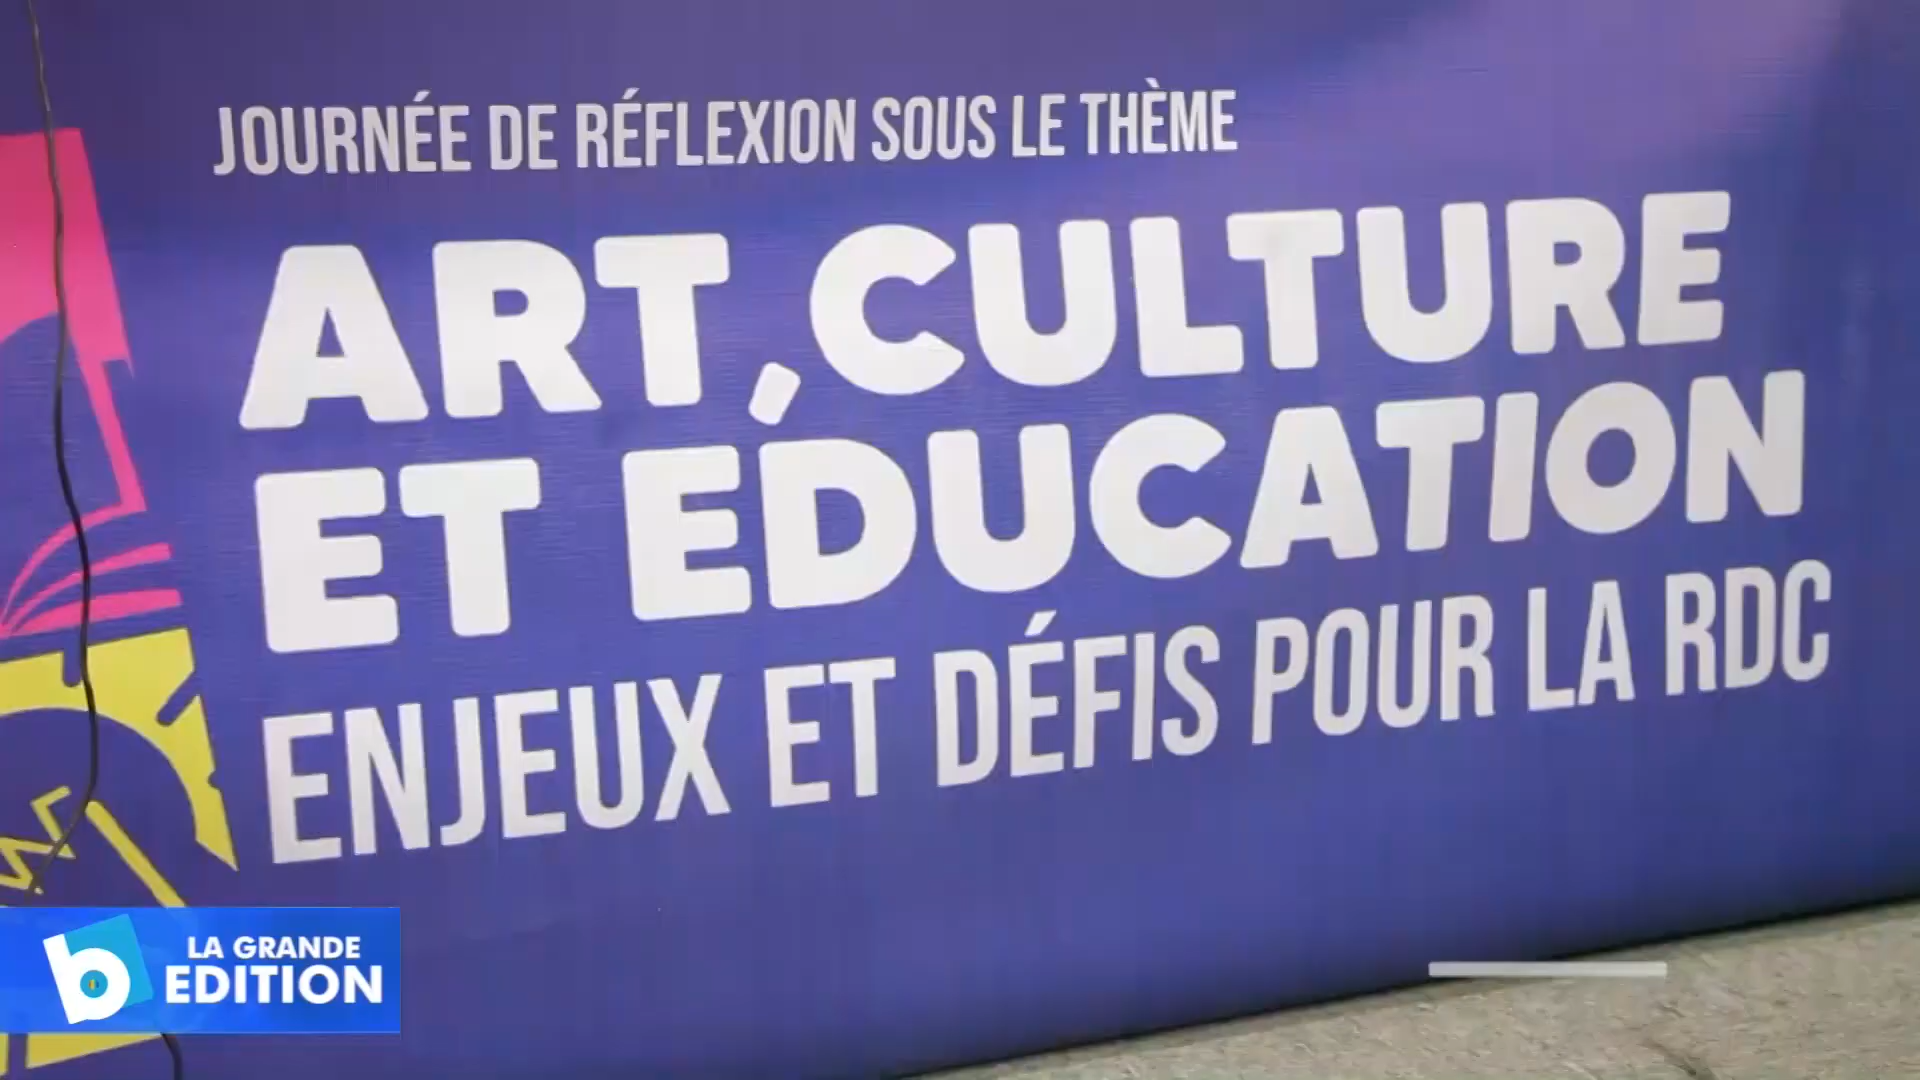 JOURNÉE DE RÉFLEXION SOUS LE THÈME
ART, CULTURE
ET ÉDUCATION
ENJEUX ET DÉFIS POUR LA RDC
b
LA GRANDE
EDITION